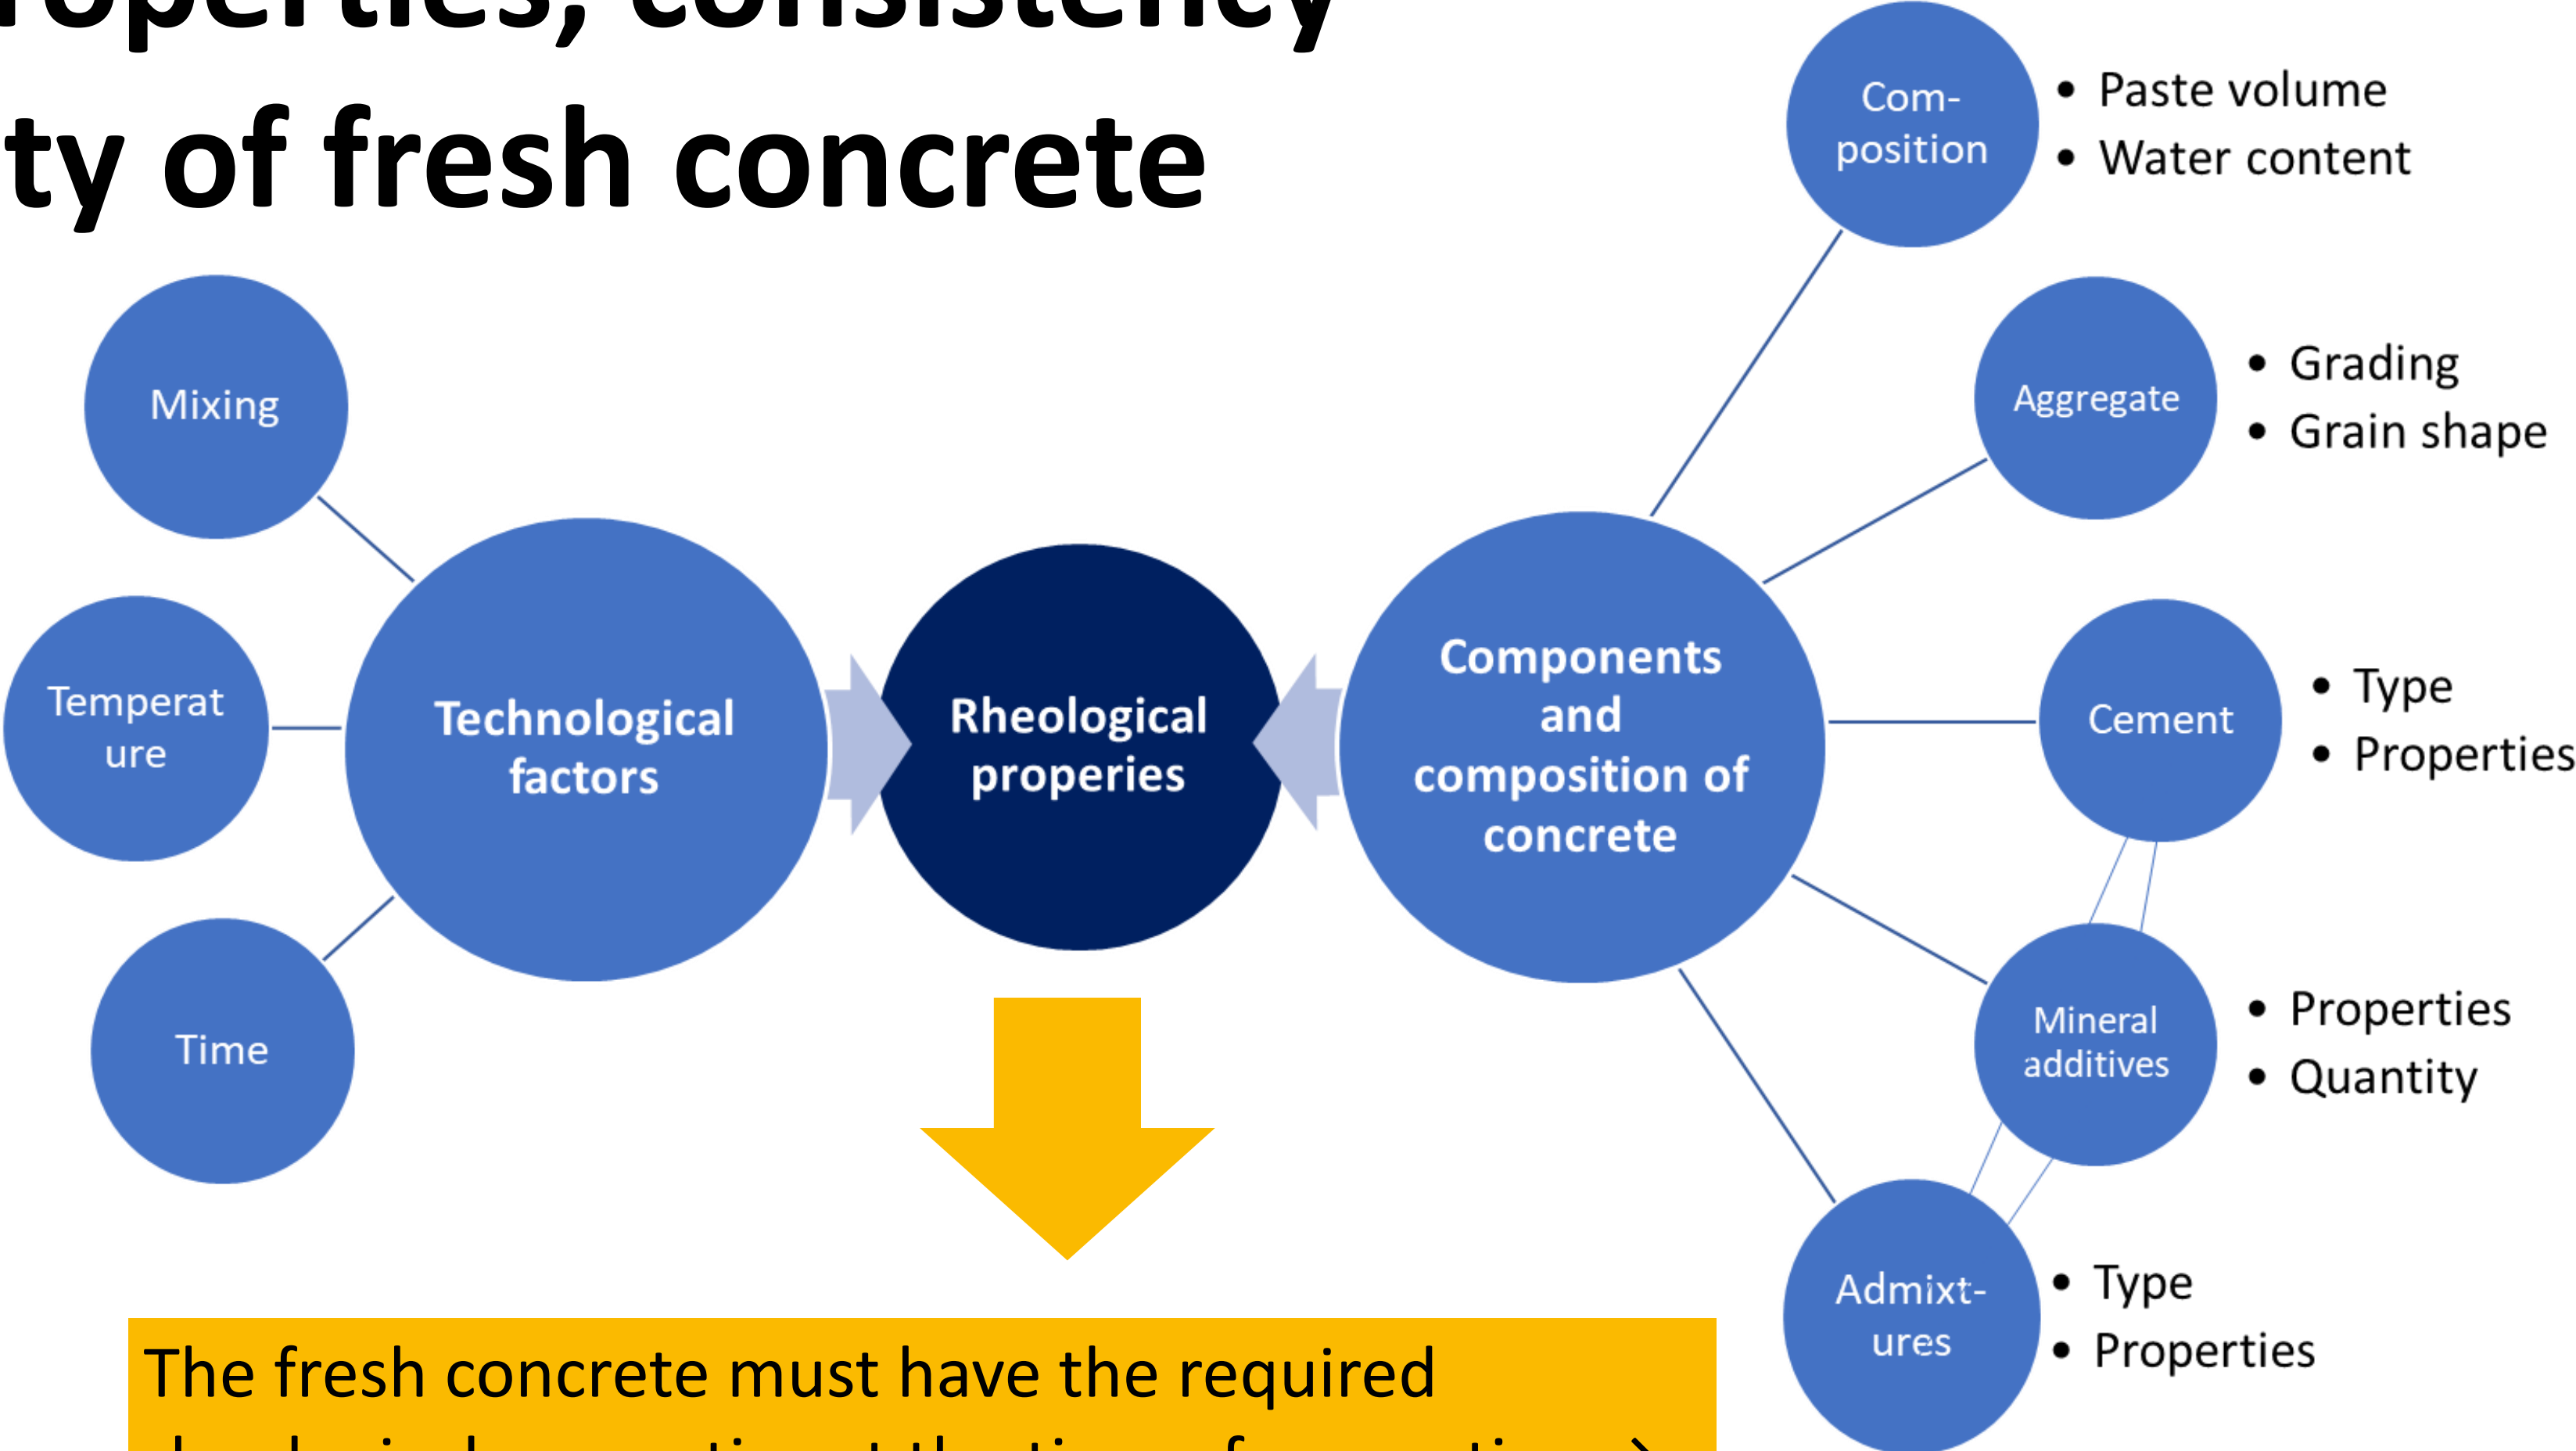 operties, consistency
ty of fresh concrete
Com-
position
• Paste volume
• Water content
Mixing
Aggregate
• Grading
• Grain shape
Temperat
ure
Technological
factors
Rheological
properies
Components
and
composition of
concrete
Cement
• Type
• Properties
Time
Mineral
additives
• Properties
• Quantity
Admixt-
ures
• Type
• Properties
The fresh concrete must have the required